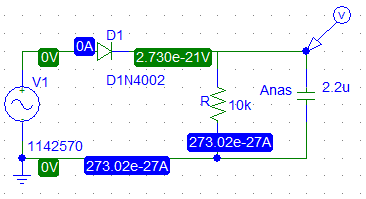 V
D1
0V
0A
2.730e-21V
V1
D1N4002
R
10k
Anas
2.2u
1142570
273.02e-27A
0V
273.02e-27A